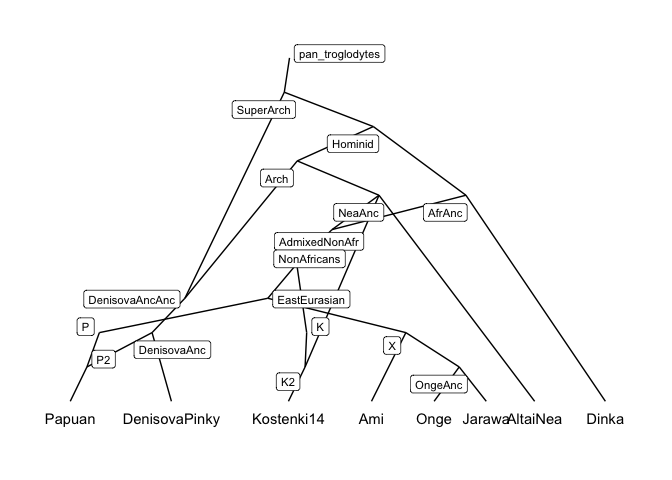 pan_troglodytes
SuperArch
Hominid
Arch
NeaAnc
AfrAnc
AdmixedNonAfr
NonAfricans
DenisovaAncAnc
EastEurasian
P
K
P2
DenisovaAnc
X
K2
OngeAnc
Papuan DenisovaPinky Kostenki14 Ami Onge Jarawa AltaiNea Dinka